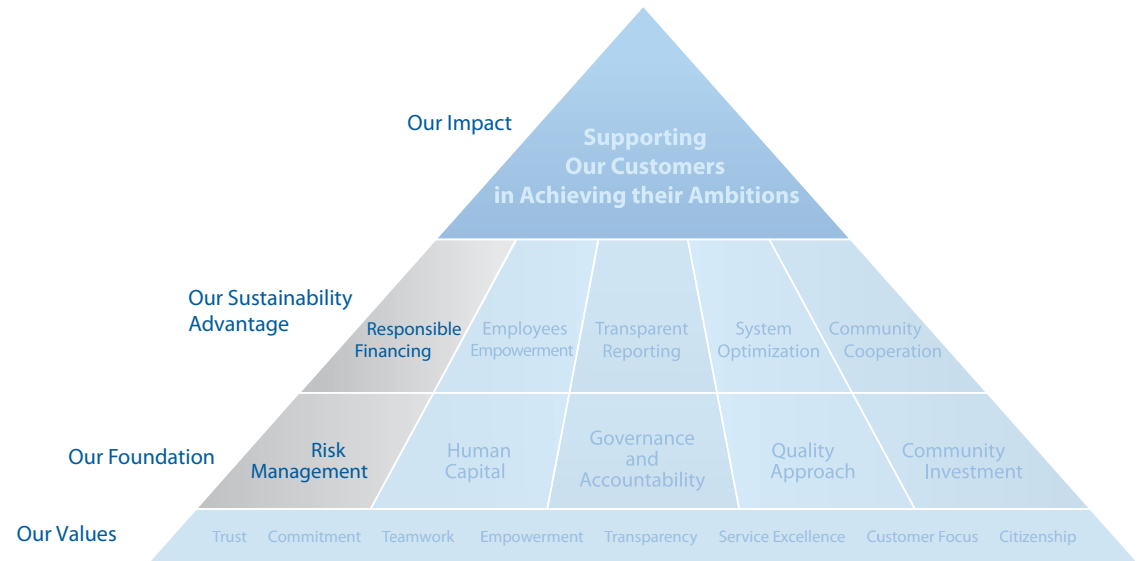 Our Impact
Supporting
Our Customers
in Achieving their Ambitions
Our Sustainability
Advantage
Responsible
Financing
Employees
Empowerment
Transparent
Reporting
System
Optimization
Community
Cooperation
Our Foundation
Risk
Management
Human
Capital
Governance
and
Accountability
Quality
Approach
Community
Investment
Our Values
Trust Commitment Teamwork Empowerment Transparency Service Excellence Customer Focus Citizenship